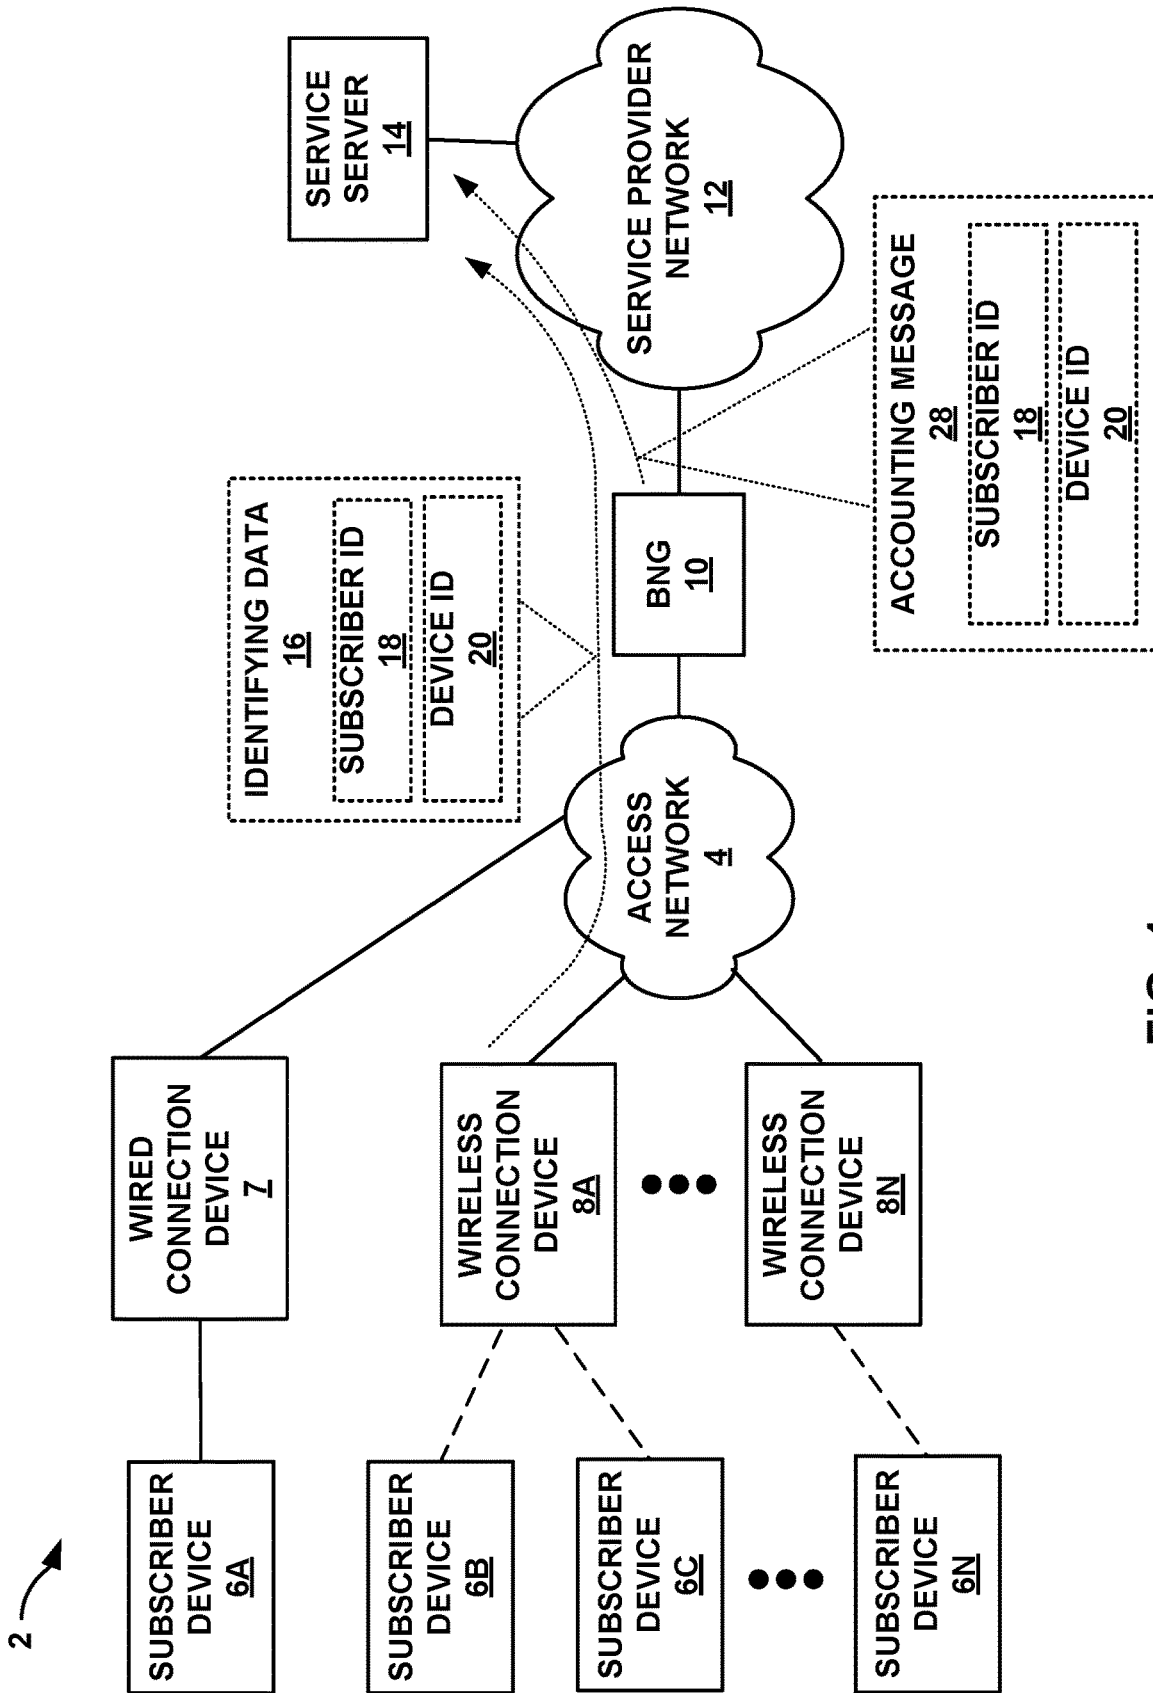 2
SUBSCRIBER
DEVICE
6A
SUBSCRIBER
DEVICE
6B
SUBSCRIBER
DEVICE
6C
SUBSCRIBER
DEVICE
6N
WIRED
CONNECTION
DEVICE
7
WIRELESS
CONNECTION
DEVICE
8A
WIRELESS
CONNECTION
DEVICE
8N
ACCESS
NETWORK
4
IDENTIFYING DATA
16
SUBSCRIBER ID
18
DEVICE ID
20
BNG
10
SERVICE
SERVER
14
SERVICE PROVIDER
NETWORK
12
ACCOUNTING MESSAGE
28
SUBSCRIBER ID
18
DEVICE ID
20